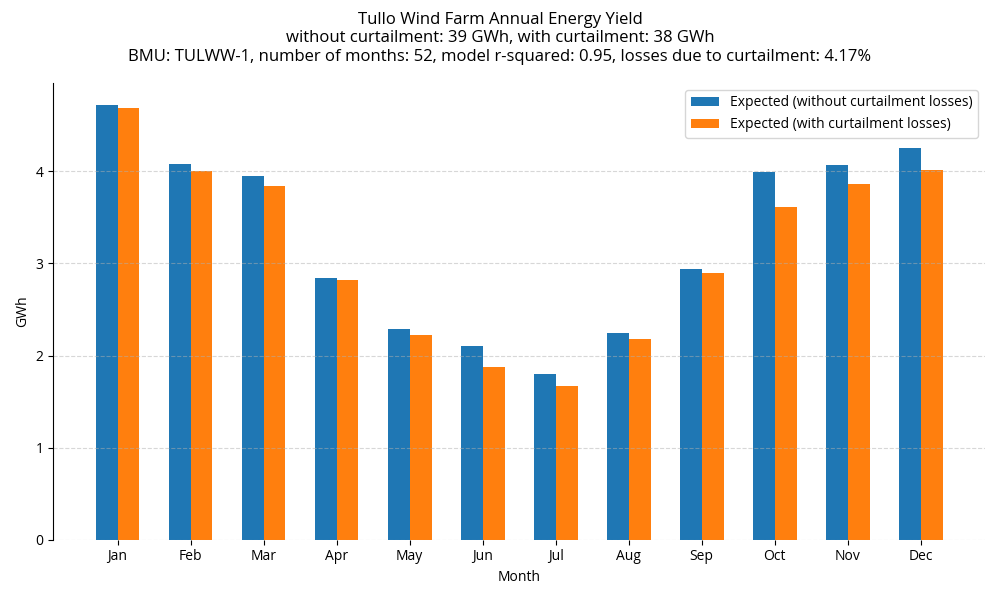 Tullo Wind Farm Annual Energy Yield
without curtailment: 39 GWh, with curtailment: 38 GWh
BMU: TULWW-1, number of months: 52, model r-squared: 0.95, losses due to curtailment: 4.17%
Expected (without curtailment losses)
Expected (with curtailment losses)
GWh
4
3
2
1
0
Jan Feb Mar Apr May Jun Jul Aug Sep Oct Nov Dec
Month